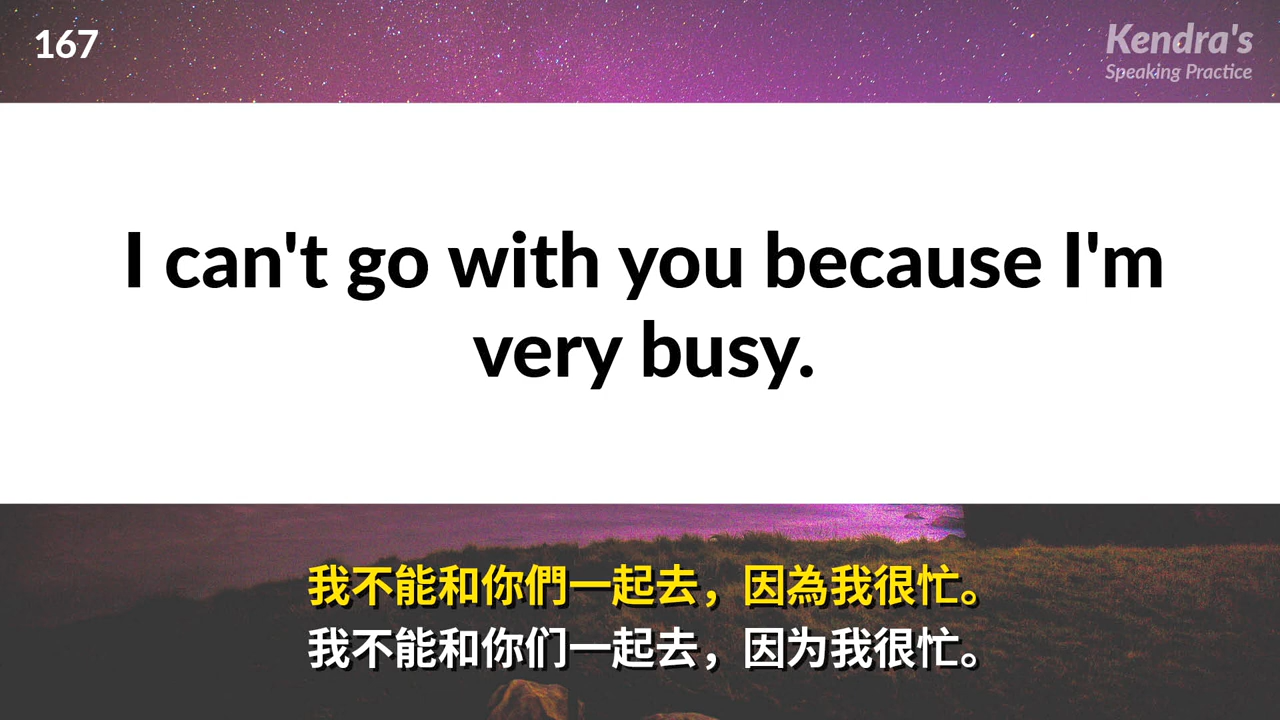 167
Kendra's
Speaking Practice
I can't go with you because I'm
very busy.
我不能和你們一起去，因為我很忙。
我不能和你们一起去，因为我很忙。